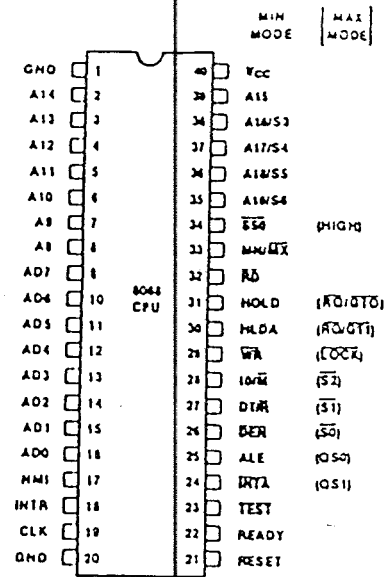 MIN MODE MAX MODE
GND 1 40 VCC
A14 2 39 A15
A13 3 38 A16/S3
A12 4 37 A17/S4
A11 5 36 A18/S5
A10 6 35 A19/S6
A9 7 34 SS0 (HIGH)
A8 8 33 MN/MX
AD7 9 32 RD
AD6 10 8088 CPU 31 HOLD (RQ/GT0)
AD5 11 30 HLDA (RQ/GT1)
AD4 12 29 WR (LOCK)
AD3 13 28 IO/M (S2)
AD2 14 27 DT/R (S1)
AD1 15 26 DEN (S0)
AD0 16 25 ALE (QS0)
NMI 17 24 INTA (QS1)
INTR 18 23 TEST
CLK 19 22 READY
GND 20 21 RESET